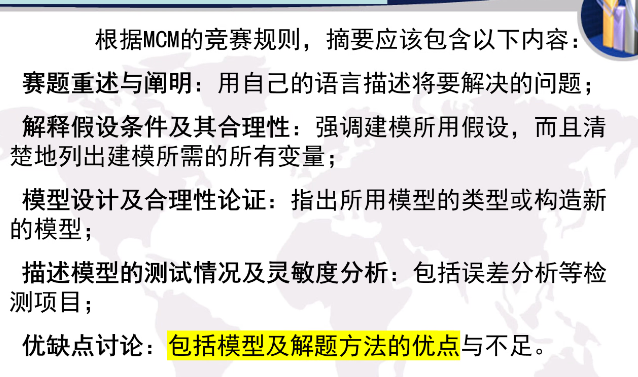 根据MCM的竞赛规则，摘要应该包含以下内容：
赛题重述与阐明：用自己的语言描述将要解决的问题；
解释假设条件及其合理性：强调建模所用假设，而且清
楚地列出建模所需的所有变量；
模型设计及合理性论证：指出所用模型的类型或构造新
的模型；
描述模型的测试情况及灵敏度分析：包括误差分析等检
测项目；
优缺点讨论：包括模型及解题方法的优点与不足。